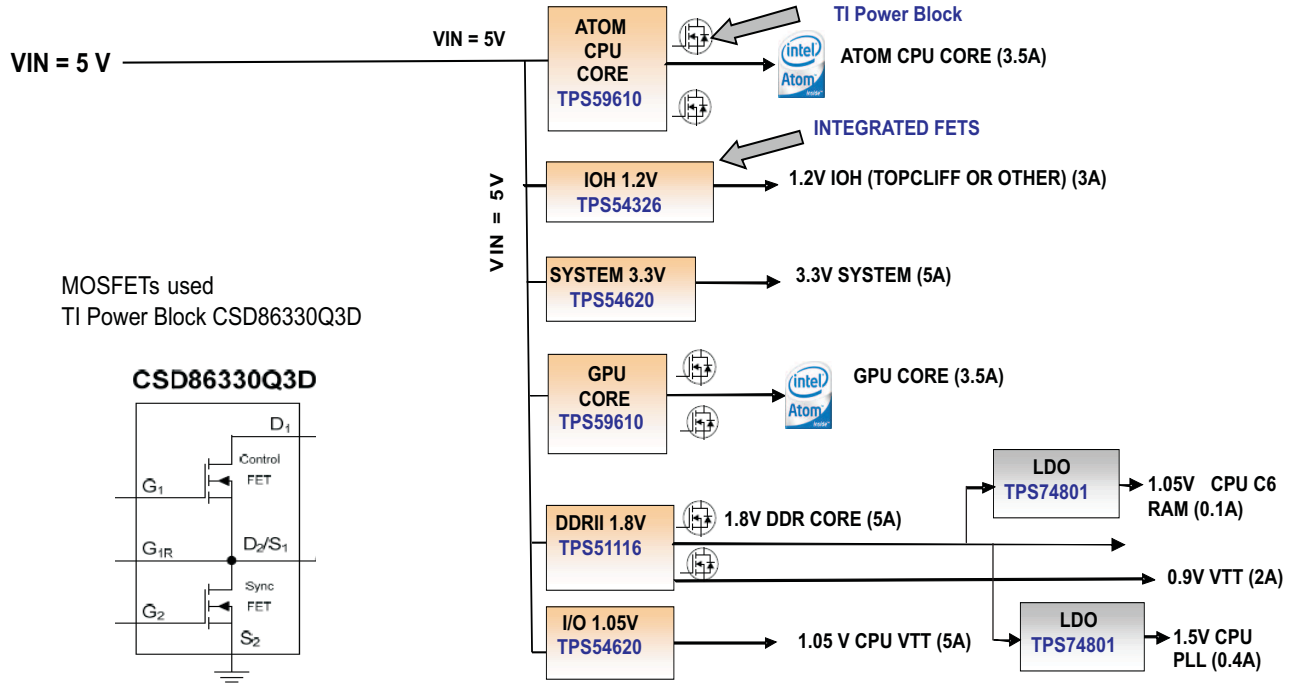 TI Power Block
VIN = 5 V
VIN = 5V
ATOM
CPU
CORE
TPS59610
intel
Atom
inside™
ATOM CPU CORE (3.5A)
INTEGRATED FETS
VIN = 5V
IOH 1.2V
TPS54326
1.2V IOH (TOPCLIFF OR OTHER) (3A)
SYSTEM 3.3V
TPS54620
3.3V SYSTEM (5A)
MOSFETs used
TI Power Block CSD86330Q3D
GPU
CORE
TPS59610
intel
Atom
inside™
GPU CORE (3.5A)
CSD86330Q3D
D1
Control
FET
G1
G1R
D2/S1
Sync
FET
G2
S2
DDRII 1.8V
TPS51116
1.8V DDR CORE (5A)
LDO
TPS74801
1.05V CPU C6
RAM (0.1A)
0.9V VTT (2A)
I/O 1.05V
TPS54620
1.05 V CPU VTT (5A)
LDO
TPS74801
1.5V CPU
PLL (0.4A)